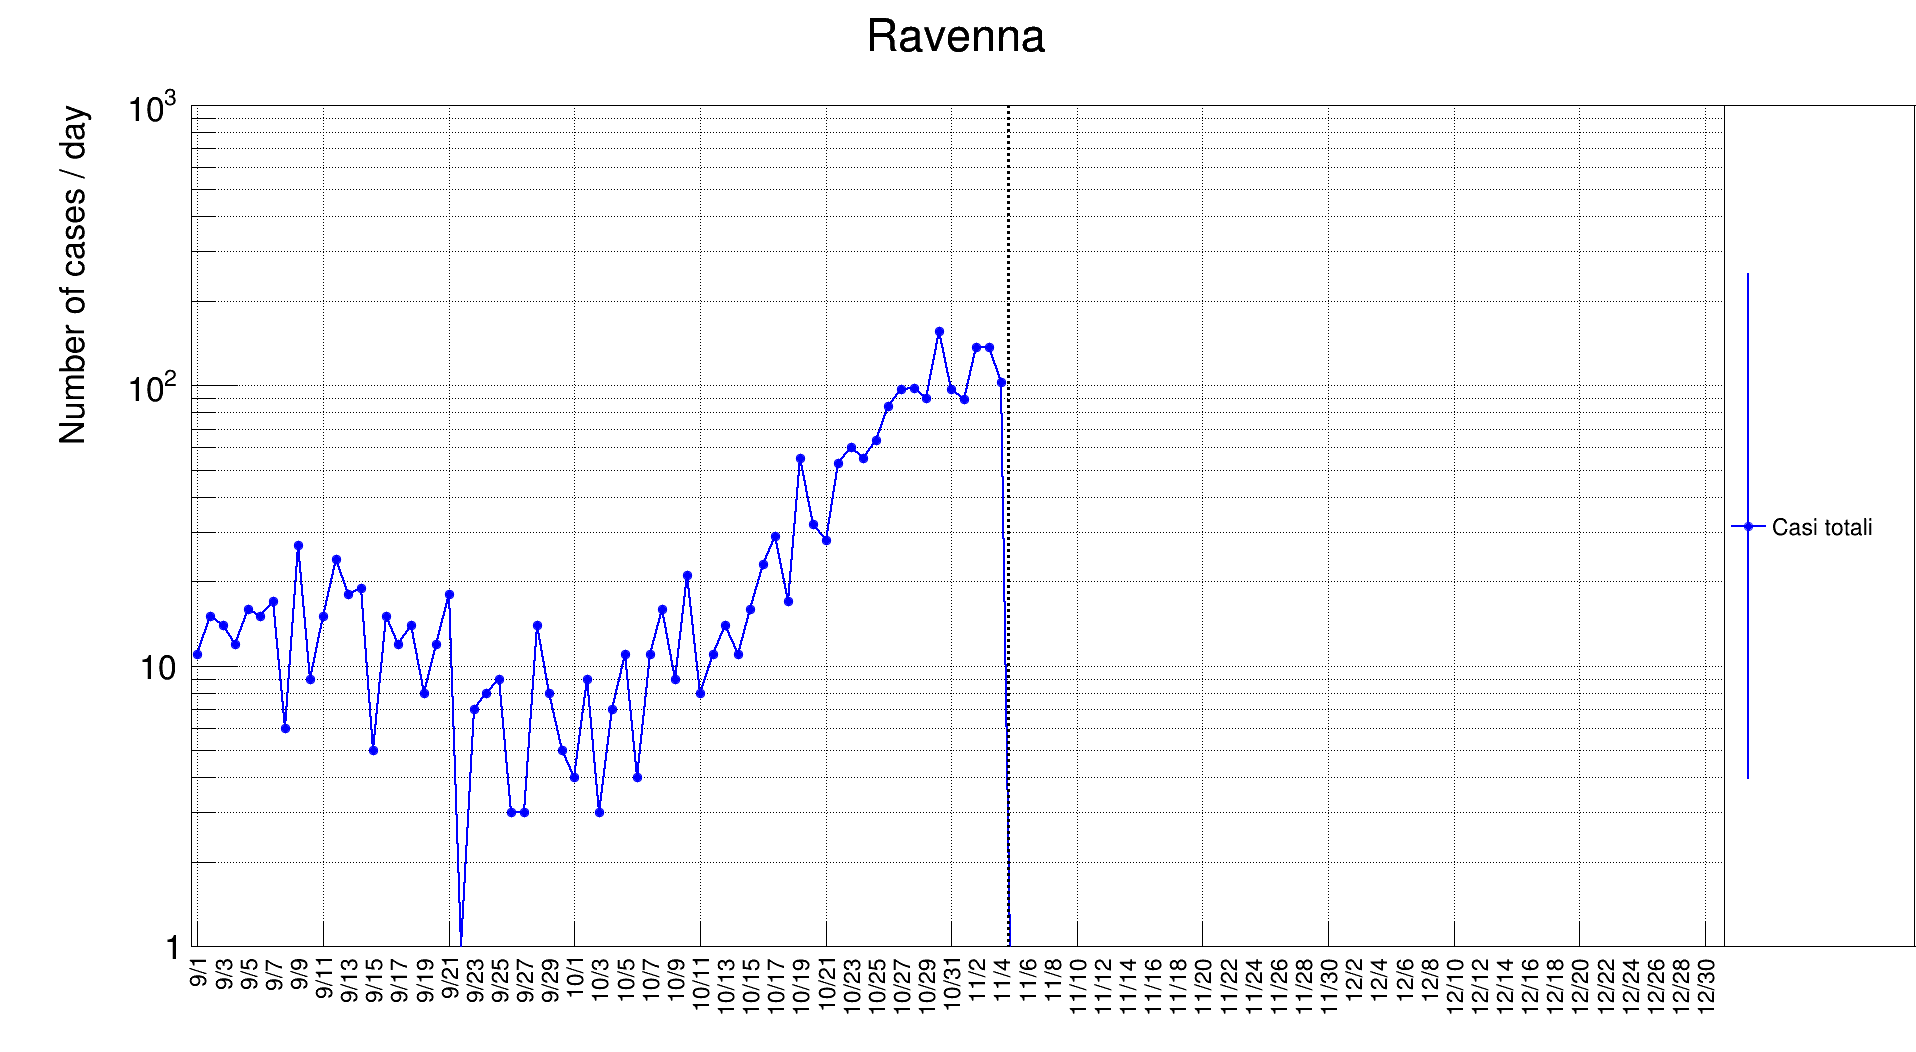 Ravenna
Number of cases / day
10³
10²
10
1
9/1 9/3 9/5 9/7 9/9 9/11 9/13 9/15 9/17 9/19 9/21 9/23 9/25 9/27 9/29 10/1 10/3 10/5 10/7 10/9 10/11 10/13 10/15 10/17 10/19 10/21 10/23 10/25 10/27 10/29 10/31 11/2 11/4 11/6 11/8 11/10 11/12 11/14 11/16 11/18 11/20 11/22 11/24 11/26 11/28 11/30 12/2 12/4 12/6 12/8 12/10 12/12 12/14 12/16 12/18 12/20 12/22 12/24 12/26 12/28 12/30
Casi totali